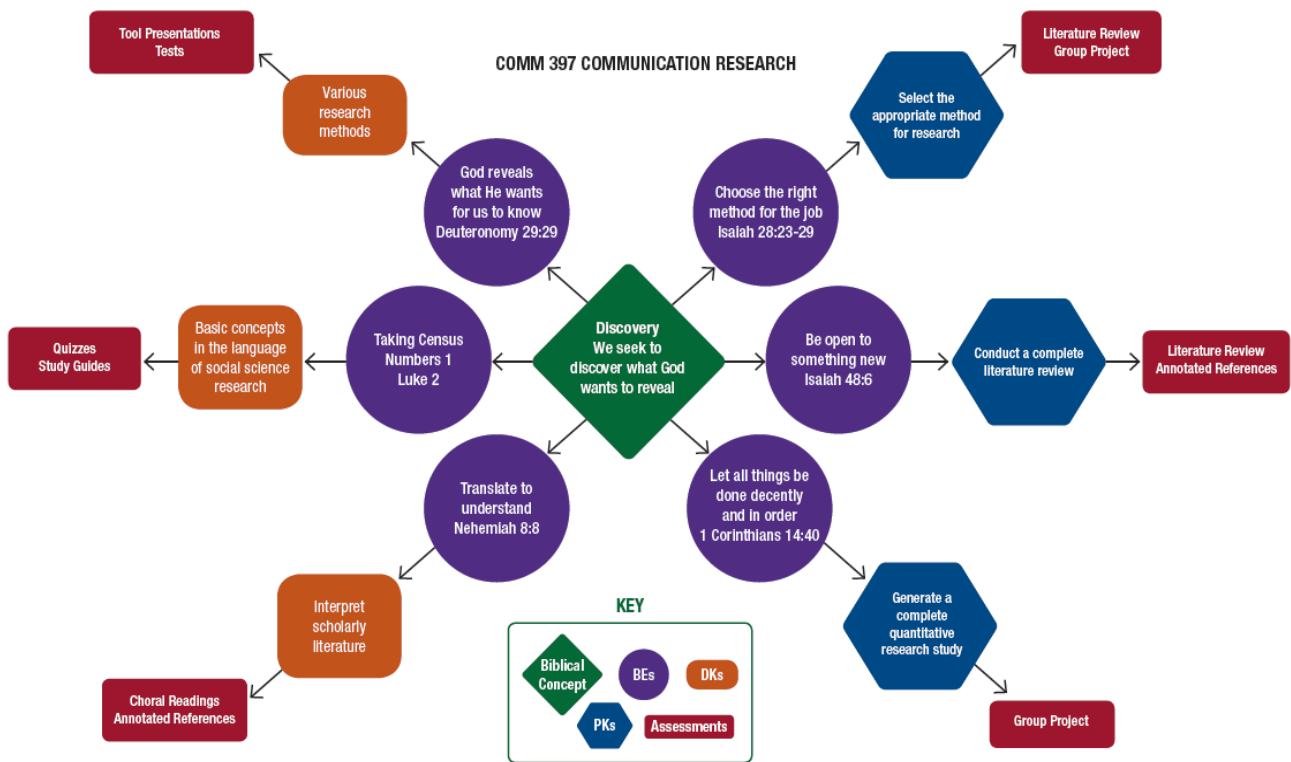 COMM 397 COMMUNICATION RESEARCH
Tool Presentations
Tests
Various
research
methods
God reveals
what He wants
for us to know
Deuteronomy 29:29
Literature Review
Group Project
Select the
appropriate method
for research
Choose the right
method for the job
Isaiah 28:23-29
Quizzes
Study Guides
Basic concepts
in the language
of social science
research
Taking Census
Numbers 1
Luke 2
Discovery
We seek to
discover what God
wants to reveal
Be open to
something new
Isaiah 48:6
Conduct a complete
literature review
Literature Review
Annotated References
Translate to
understand
Nehemiah 8:8
Interpret
scholarly
literature
Choral Readings
Annotated References
Let all things be
done decently
and in order
1 Corinthians 14:40
Generate a
complete
quantitative
research study
Group Project
KEY
Biblical
Concept
BEs
DKs
PKs
Assessments